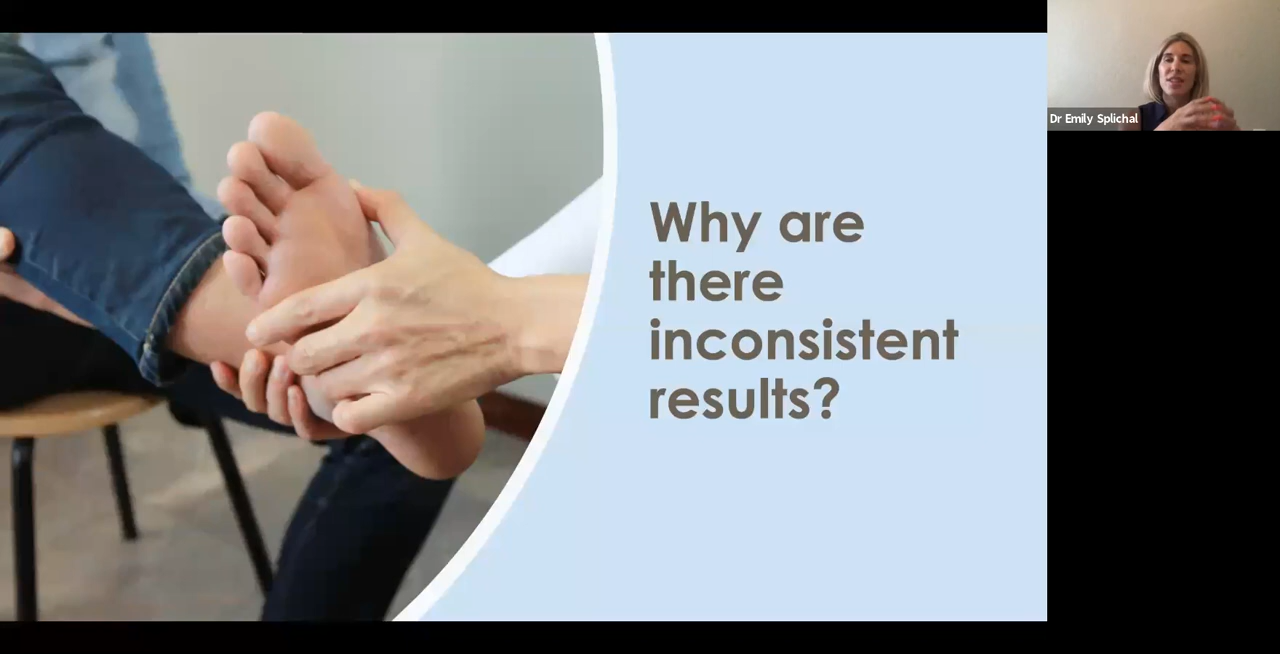 Why are
there
inconsistent
results?
Dr Emily Splichal